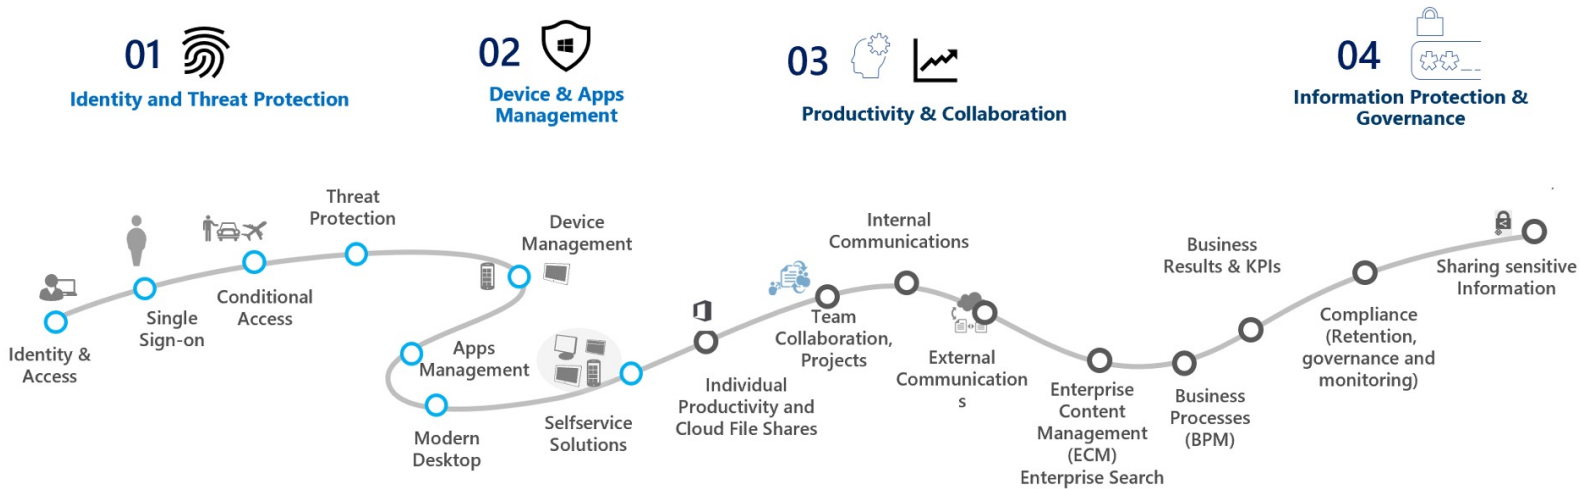 01
Identity and Threat Protection
02
Device & Apps
Management
03
Productivity & Collaboration
04
Information Protection &
Governance
Identity &
Access
Single
Sign-on
Conditional
Access
Threat
Protection
Device
Management
Apps
Management
Modern
Desktop
Selfservice
Solutions
Individual
Productivity and
Cloud File Shares
Team
Collaboration,
Projects
Internal
Communications
External
Communication
s
Enterprise
Content
Management
(ECM)
Enterprise Search
Business
Processes
(BPM)
Business
Results & KPIs
Compliance
(Retention,
governance and
monitoring)
Sharing sensitive
Information